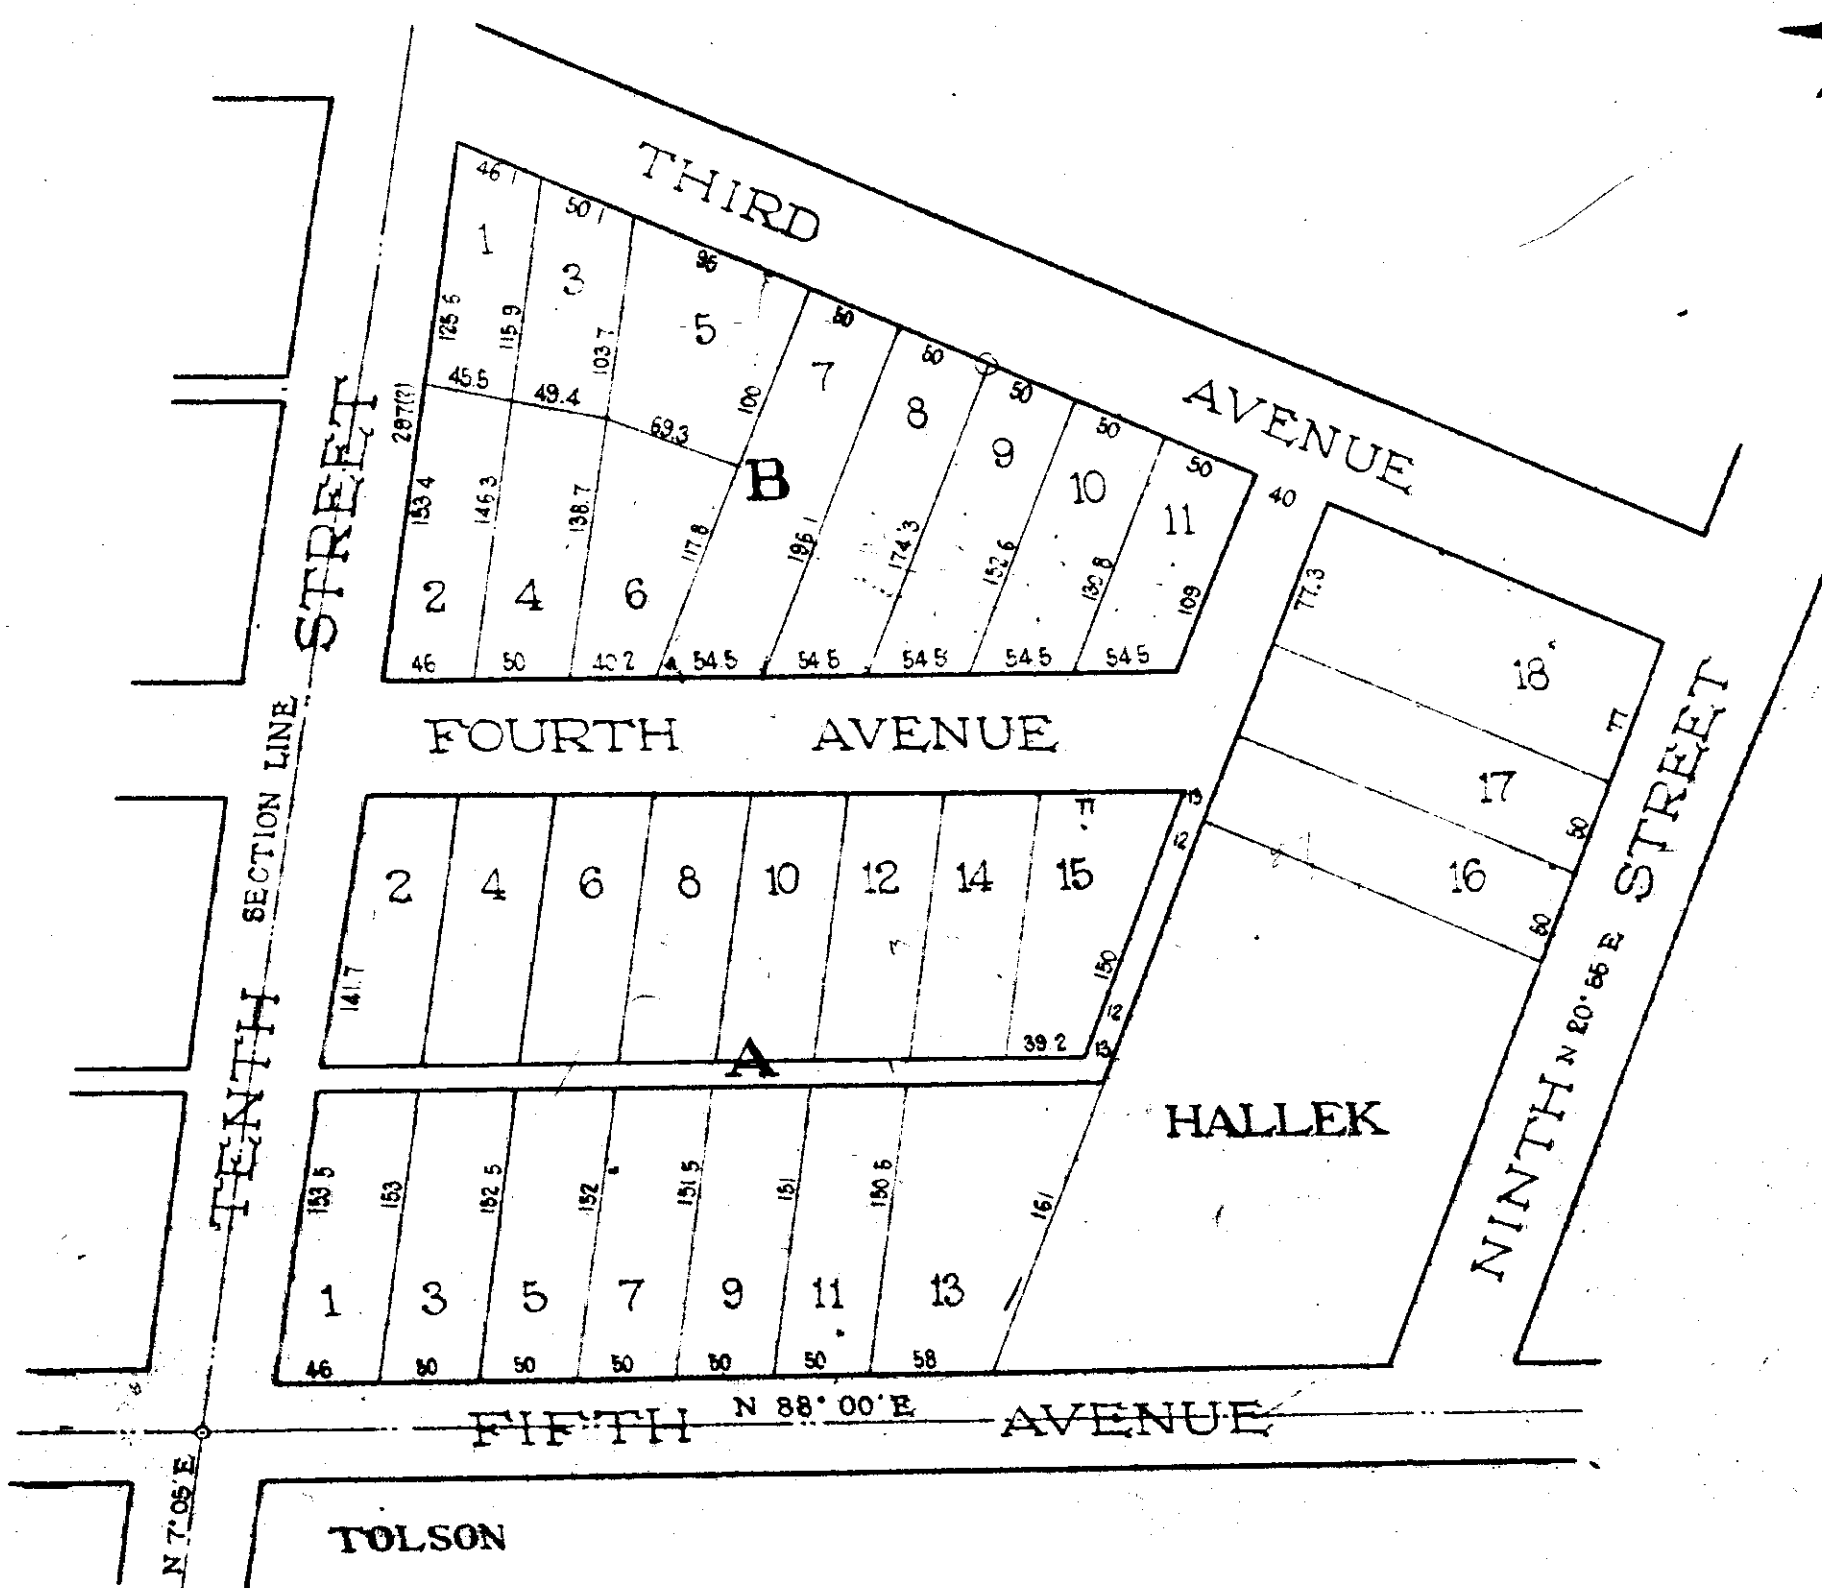 THIRD AVENUE
46 50 95 50 50 50 50 50 40
1 3 5 7 8 9 10 11
125.5 115.9 103.7 100
45.5 49.4 69.3
287(?)
B
153.4 146.3 138.7 117.8 196.1 174.3 152.6 130.8 109
77.3
2 4 6
18
77
46 50 54.5 54.5 54.5 54.5 54.5
STREET
FOURTH AVENUE
17
50
SECTION LINE
77 13
12
2 4 6 8 10 12 14 15
16
50
141.7 150
12
39.2 13
A
TENTH
HALLEK
NINTH N 20° 55 E STREET
153.5 153 152.5 152 151.5 151 150.5 161
1 3 5 7 9 11 13
46 50 50 50 50 50 58
N 88° 00' E
FIFTH AVENUE
N 7° 05' E
TOLSON